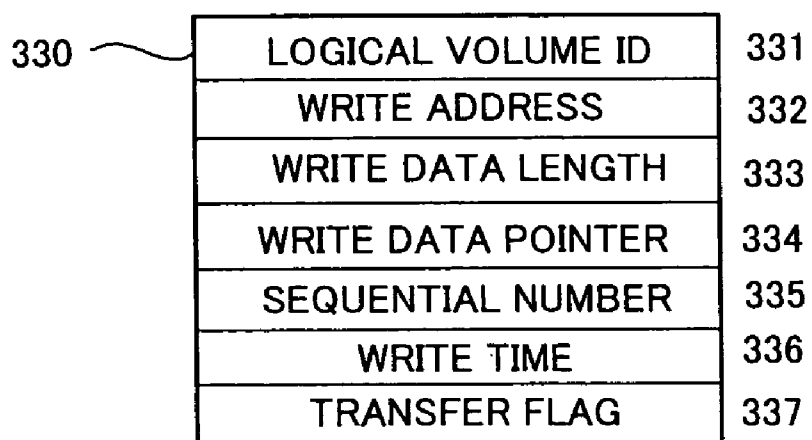 330 LOGICAL VOLUME ID 331
WRITE ADDRESS 332
WRITE DATA LENGTH 333
WRITE DATA POINTER 334
SEQUENTIAL NUMBER 335
WRITE TIME 336
TRANSFER FLAG 337